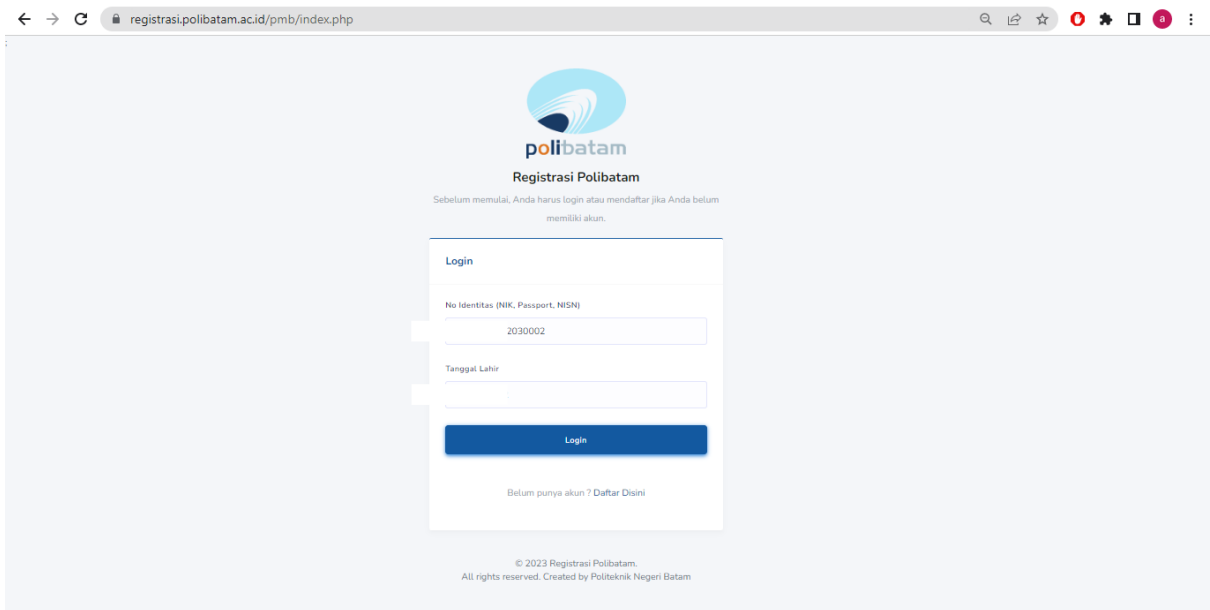 registrasi.polibatam.ac.id/pmb/index.php
a
polibatam
Registrasi Polibatam
Sebelum memulai, Anda harus login atau mendaftar jika Anda belum
memiliki akun.
Login
No Identitas (NIK, Passport, NISN)
2030002
Tanggal Lahir
Login
Belum punya akun ? Daftar Disini
© 2023 Registrasi Polibatam.
All rights reserved. Created by Politeknik Negeri Batam